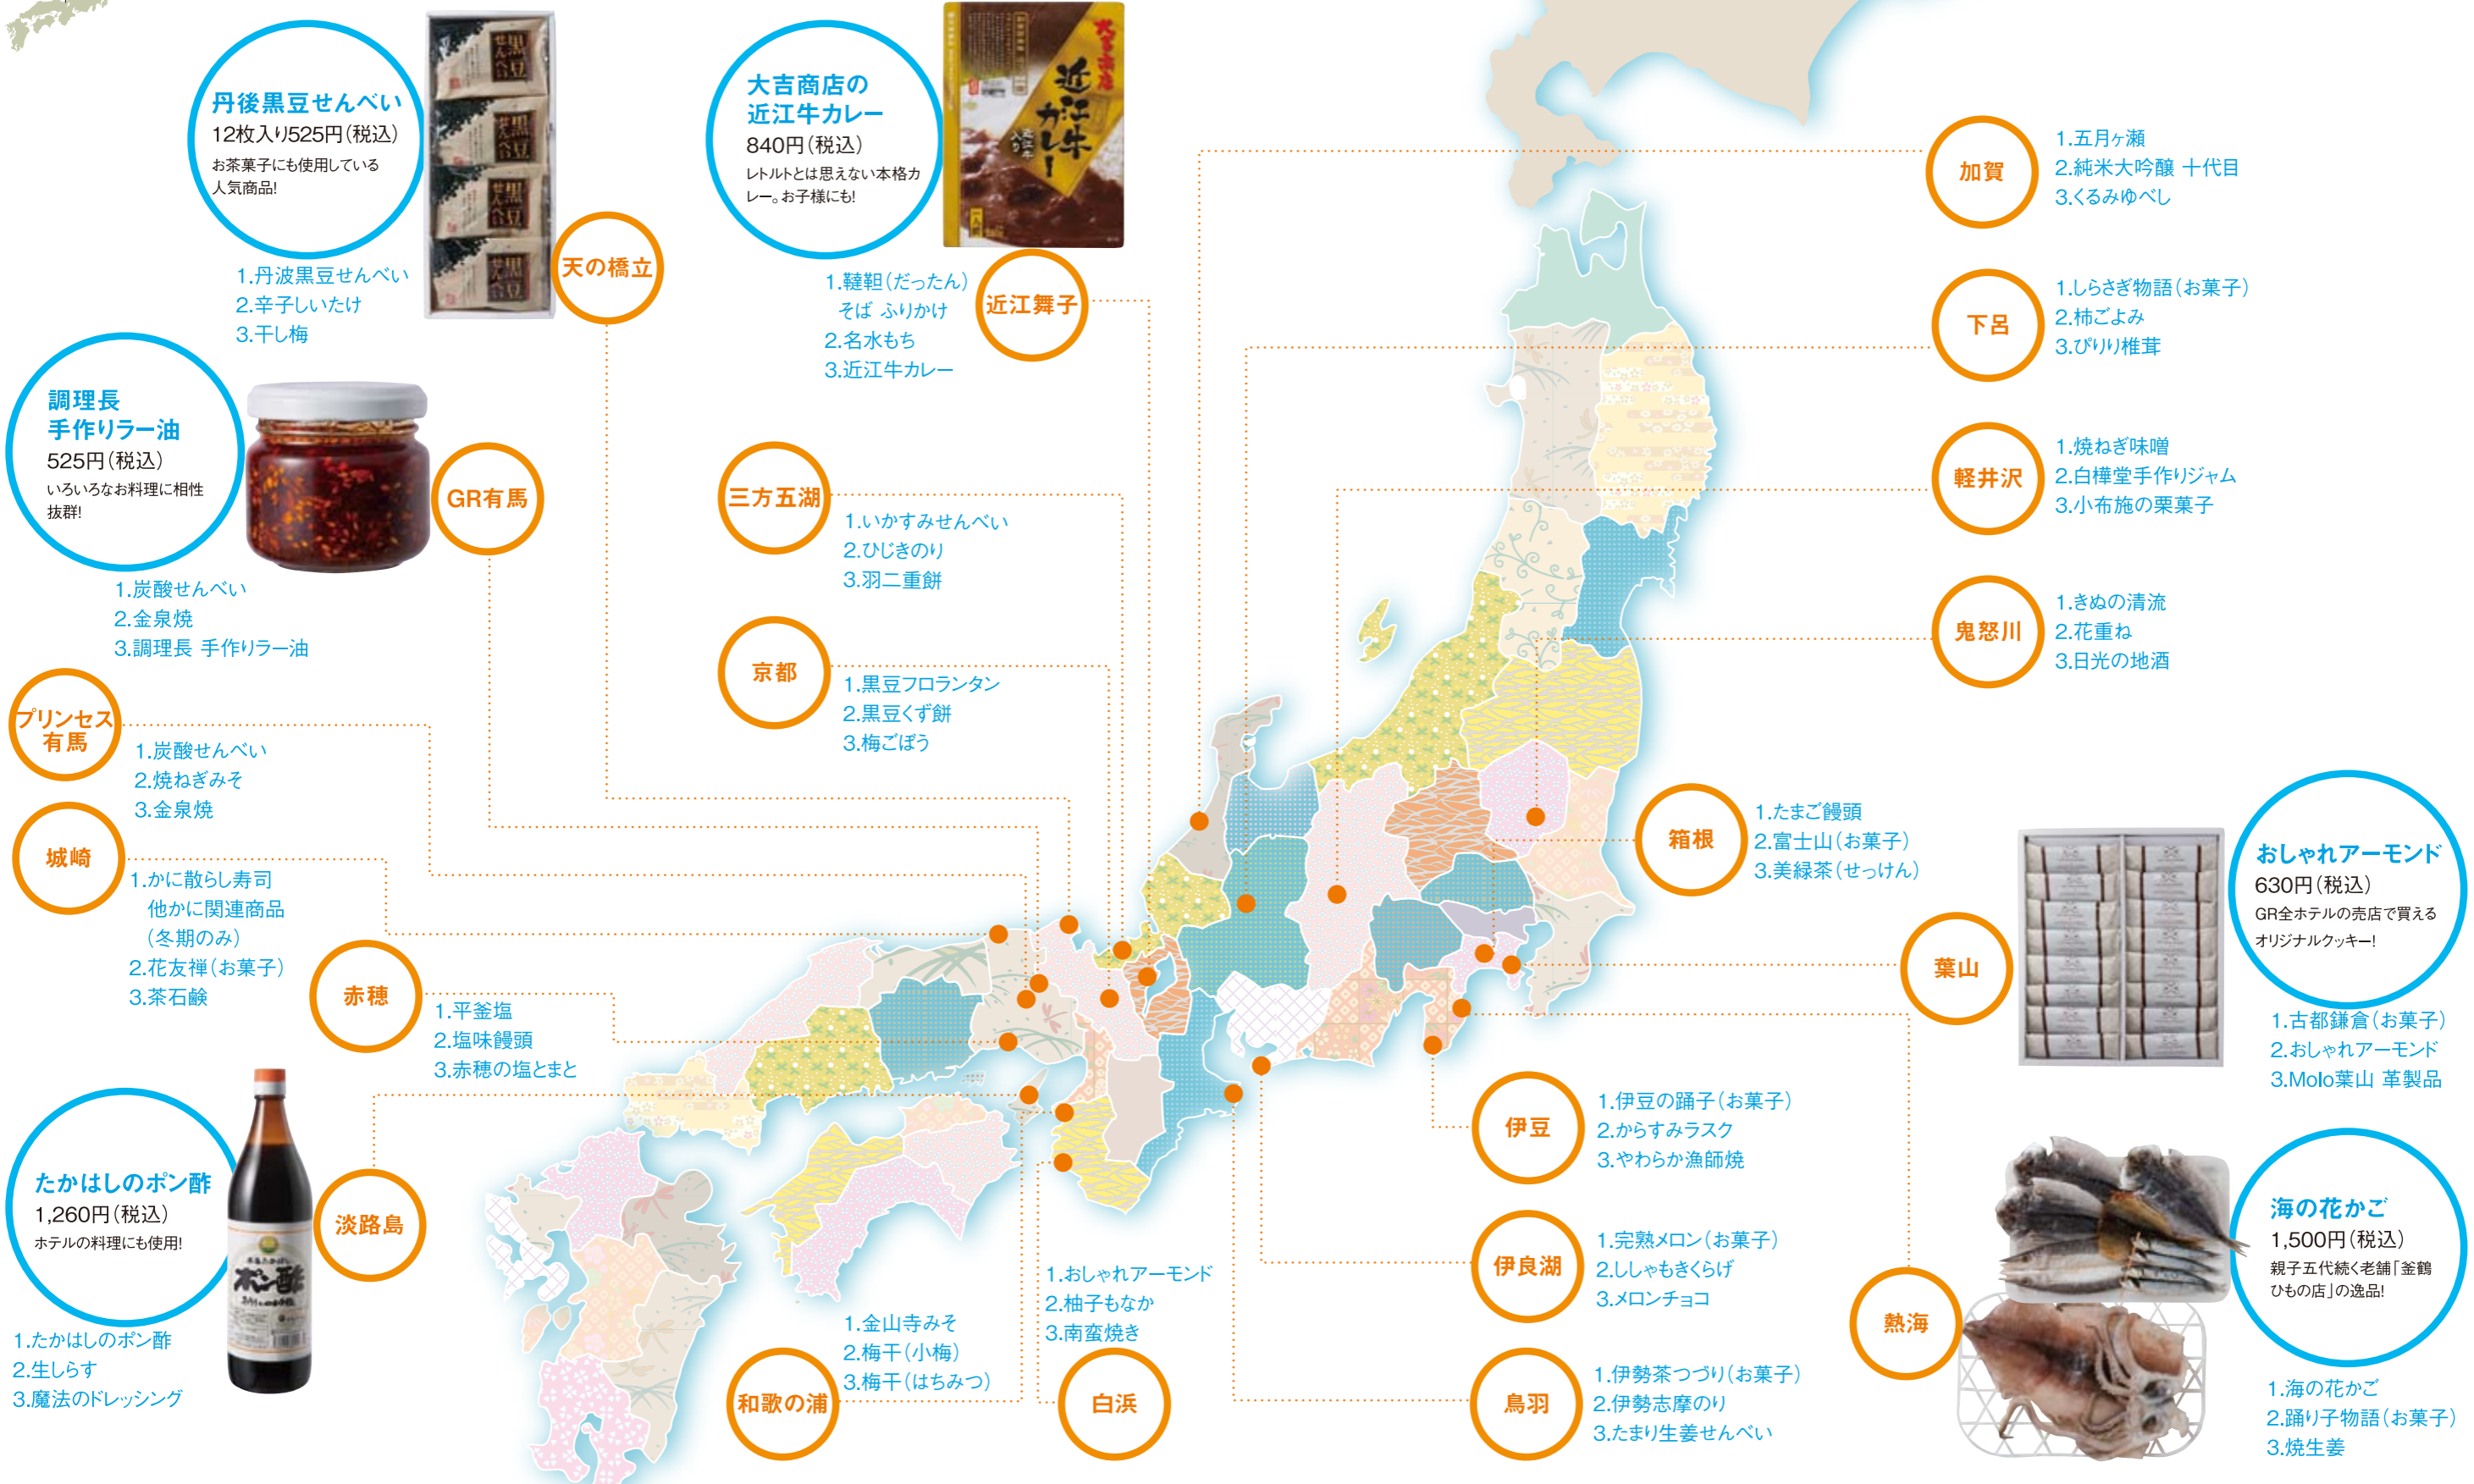 丹後黒豆せんべい
12枚入り525円(税込)
お茶菓子にも使用している
人気商品!
黒豆せんべい
黒豆せんべい
黒豆せんべい
黒豆せんべい
天の橋立
1.丹波黒豆せんべい
2.辛子しいたけ
3.干し梅
大吉商店の
近江牛カレー
840円(税込)
レトルトとは思えない本格カ
レー。お子様にも!
大吉商店
近江牛カレー
近江舞子
1.韃靼(だったん)
そば ふりかけ
2.名水もち
3.近江牛カレー
調理長
手作りラー油
525円(税込)
いろいろなお料理に相性
抜群!
GR有馬
1.炭酸せんべい
2.金泉焼
3.調理長 手作りラー油
プリンセス
有馬
1.炭酸せんべい
2.焼ねぎみそ
3.金泉焼
城崎
1.かに散らし寿司
他かに関連商品
(冬期のみ)
2.花友禅(お菓子)
3.茶石鹸
赤穂
1.平釜塩
2.塩味饅頭
3.赤穂の塩とまと
たかはしのポン酢
1,260円(税込)
ホテルの料理にも使用!
ポン酢
淡路島
1.たかはしのポン酢
2.生しらす
3.魔法のドレッシング
三方五湖
1.いかすみせんべい
2.ひじきのり
3.羽二重餅
京都
1.黒豆フロランタン
2.黒豆くず餅
3.梅ごぼう
和歌の浦
1.金山寺みそ
2.梅干(小梅)
3.梅干(はちみつ)
1.おしゃれアーモンド
2.柚子もなか
3.南蛮焼き
白浜
加賀
1.五月ヶ瀬
2.純米大吟醸 十代目
3.くるみゆべし
下呂
1.しらさぎ物語(お菓子)
2.柿ごよみ
3.ぴりり椎茸
軽井沢
1.焼ねぎ味噌
2.白樺堂手作りジャム
3.小布施の栗菓子
鬼怒川
1.きぬの清流
2.花重ね
3.日光の地酒
箱根
1.たまご饅頭
2.富士山(お菓子)
3.美緑茶(せっけん)
おしゃれアーモンド
630円(税込)
GR全ホテルの売店で買える
オリジナルクッキー!
葉山
1.古都鎌倉(お菓子)
2.おしゃれアーモンド
3.Molo葉山 革製品
伊豆
1.伊豆の踊子(お菓子)
2.からすみラスク
3.やわらか漁師焼
伊良湖
1.完熟メロン(お菓子)
2.ししゃもきくらげ
3.メロンチョコ
鳥羽
1.伊勢茶つづり(お菓子)
2.伊勢志摩のり
3.たまり生姜せんべい
海の花かご
1,500円(税込)
親子五代続く老舗「釜鶴
ひもの店」の逸品!
熱海
1.海の花かご
2.踊り子物語(お菓子)
3.焼生姜